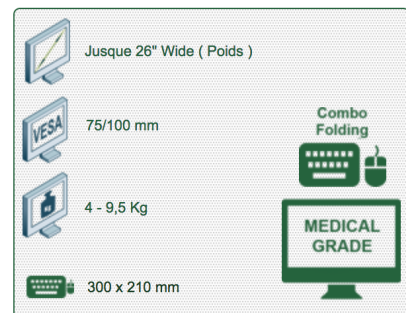 Jusque 26" Wide ( Poids )
VESA
75/100 mm
KG
4 - 9,5 Kg
300 x 210 mm
Combo
Folding
MEDICAL
GRADE